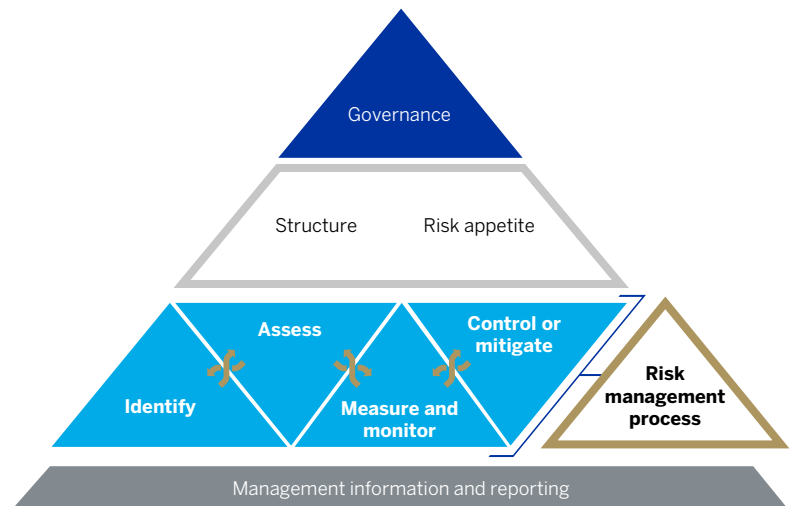 Governance
Structure
Risk appetite
Assess
Control or
mitigate
Identify
Measure and
monitor
Risk
management
process
Management information and reporting